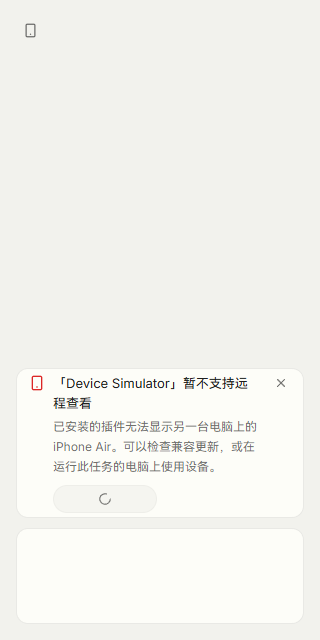 「Device Simulator」暂不支持远
程查看
已安装的插件无法显示另一台电脑上的
iPhone Air。可以检查兼容更新，或在
运行此任务的电脑上使用设备。